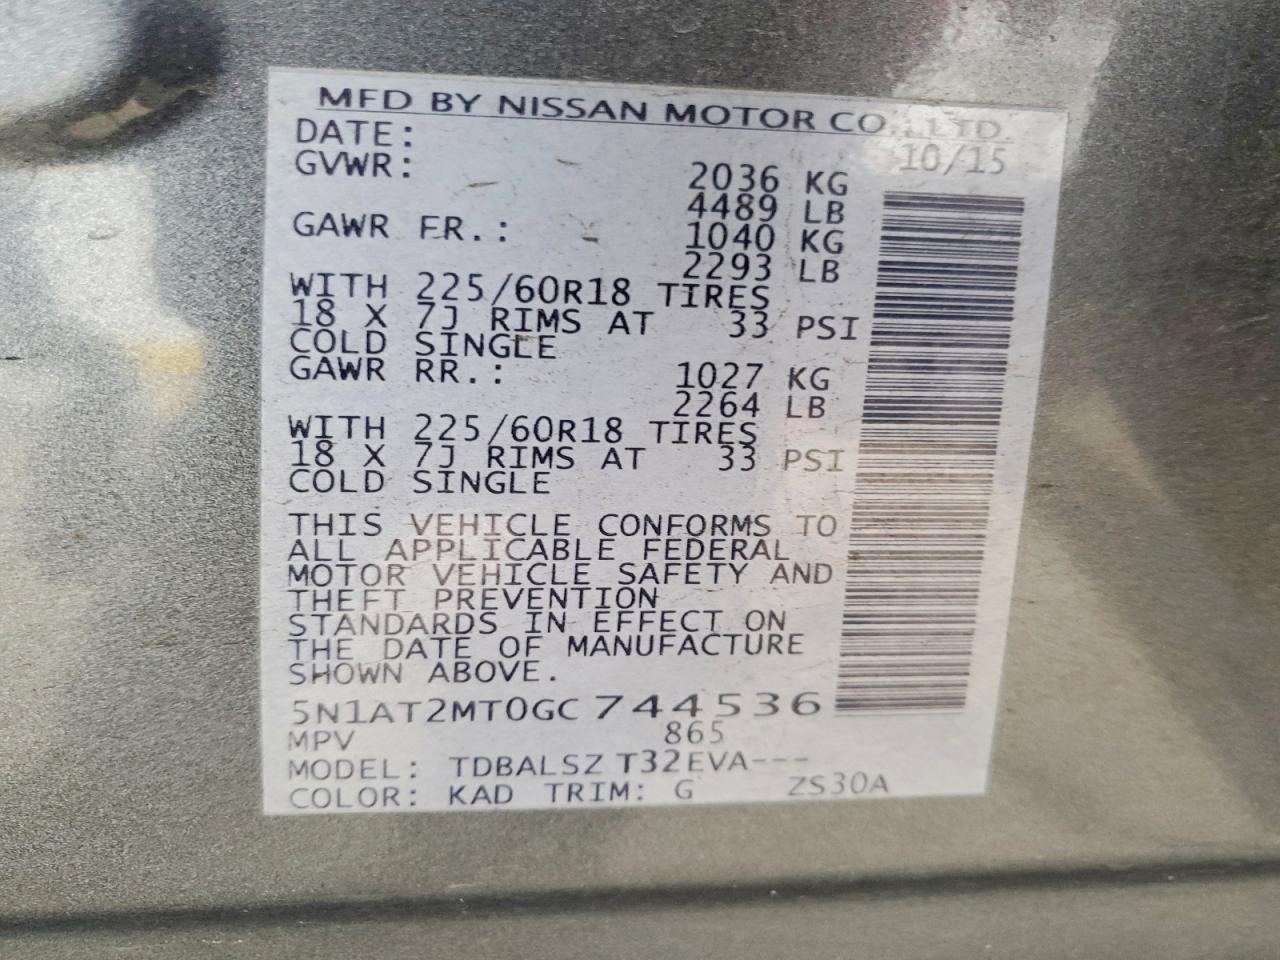 MFD BY NISSAN MOTOR CO., LTD.
DATE: 10/15
GVWR: 2036 KG
4489 LB
GAWR FR.: 1040 KG
2293 LB
WITH 225/60R18 TIRES
18 X 7J RIMS AT 33 PSI
COLD SINGLE
GAWR RR.: 1027 KG
2264 LB
WITH 225/60R18 TIRES
18 X 7J RIMS AT 33 PSI
COLD SINGLE
THIS VEHICLE CONFORMS TO
ALL APPLICABLE FEDERAL
MOTOR VEHICLE SAFETY AND
THEFT PREVENTION
STANDARDS IN EFFECT ON
THE DATE OF MANUFACTURE
SHOWN ABOVE.
5N1AT2MT0GC744536
MPV 865
MODEL: TDBALSZ T32EVA---
COLOR: KAD TRIM: G ZS30A